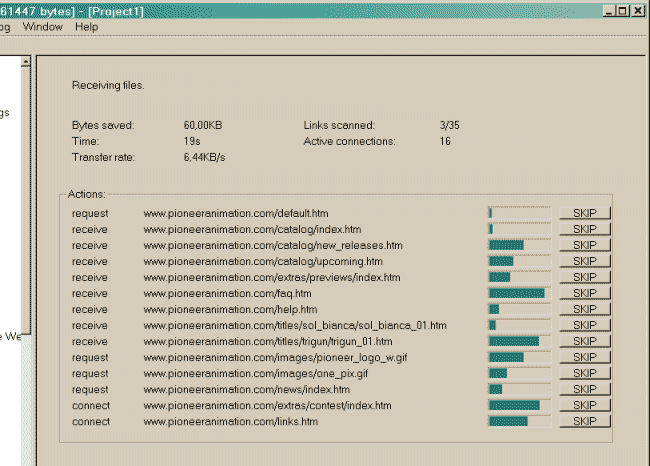 61447 bytes] - [Project1]
og Window Help
gs
e We
Receiving files.
Bytes saved: 60,00KB Links scanned: 3/35
Time: 19s Active connections: 16
Transfer rate: 6,44KB/s
Actions:
request www.pioneeranimation.com/default.htm SKIP
receive www.pioneeranimation.com/catalog/index.htm SKIP
receive www.pioneeranimation.com/catalog/new_releases.htm SKIP
receive www.pioneeranimation.com/catalog/upcoming.htm SKIP
receive www.pioneeranimation.com/extras/previews/index.htm SKIP
receive www.pioneeranimation.com/faq.htm SKIP
receive www.pioneeranimation.com/help.htm SKIP
receive www.pioneeranimation.com/titles/sol_bianca/sol_bianca_01.htm SKIP
receive www.pioneeranimation.com/titles/trigun/trigun_01.htm SKIP
request www.pioneeranimation.com/images/pioneer_logo_w.gif SKIP
request www.pioneeranimation.com/images/one_pix.gif SKIP
request www.pioneeranimation.com/news/index.htm SKIP
connect www.pioneeranimation.com/extras/contest/index.htm SKIP
connect www.pioneeranimation.com/links.htm SKIP